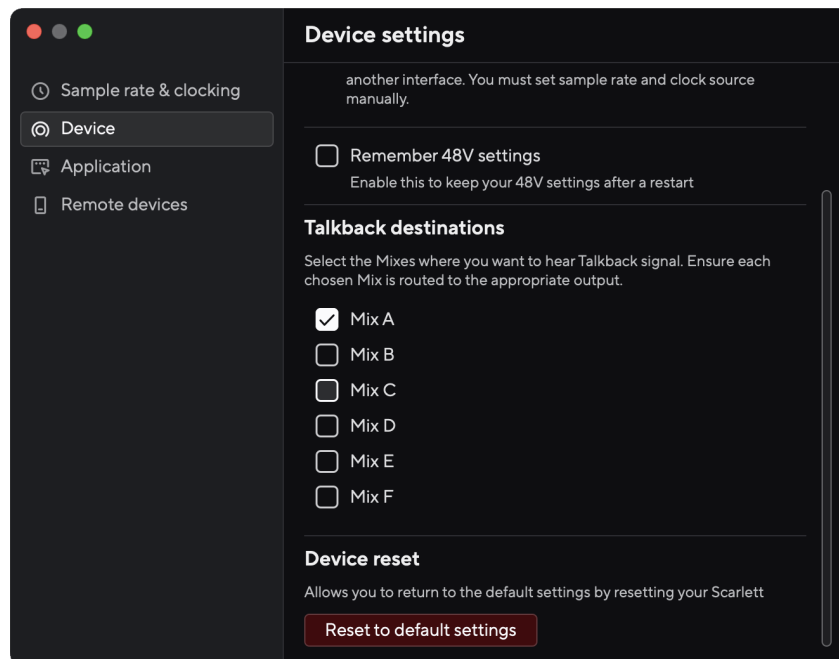 Sample rate & clocking
Device
Application
Remote devices
Device settings
another interface. You must set sample rate and clock source
manually.
Remember 48V settings
Enable this to keep your 48V settings after a restart
Talkback destinations
Select the Mixes where you want to hear Talkback signal. Ensure each
chosen Mix is routed to the appropriate output.
Mix A
Mix B
Mix C
Mix D
Mix E
Mix F
Device reset
Allows you to return to the default settings by resetting your Scarlett
Reset to default settings